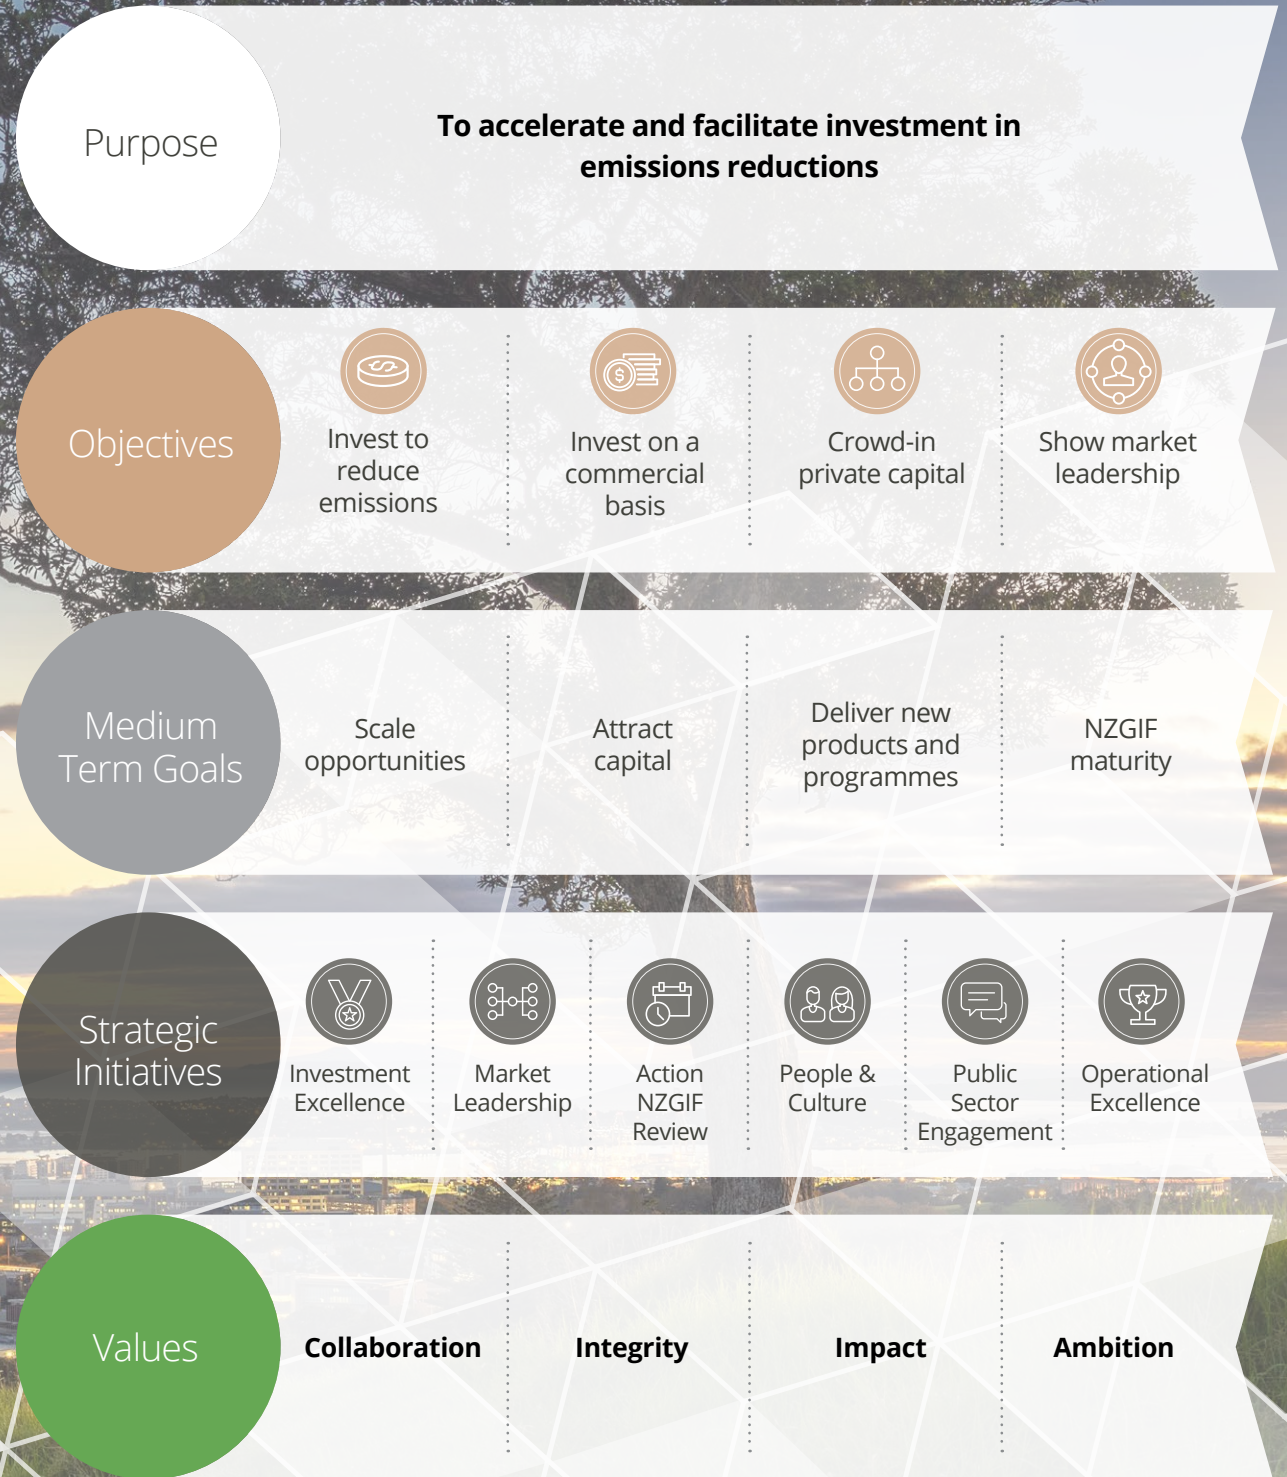 Purpose
To accelerate and facilitate investment in
emissions reductions
Objectives
Invest to
reduce
emissions
Invest on a
commercial
basis
Crowd-in
private capital
Show market
leadership
Medium
Term Goals
Scale
opportunities
Attract
capital
Deliver new
products and
programmes
NZGIF
maturity
Strategic
Initiatives
Investment
Excellence
Market
Leadership
Action
NZGIF
Review
People &
Culture
Public
Sector
Engagement
Operational
Excellence
Values
Collaboration
Integrity
Impact
Ambition